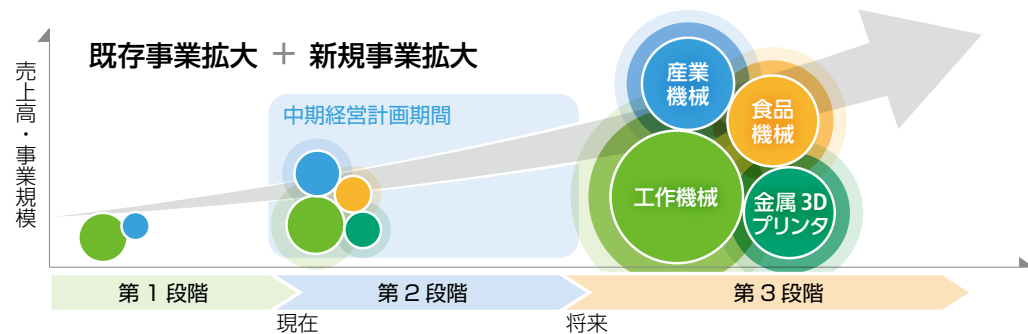 既存事業拡大 + 新規事業拡大
売上高・事業規模
中期経営計画期間
産業
機械
食品
機械
工作機械
金属 3D
プリンタ
第 1 段階
第 2 段階
第 3 段階
現在
将来